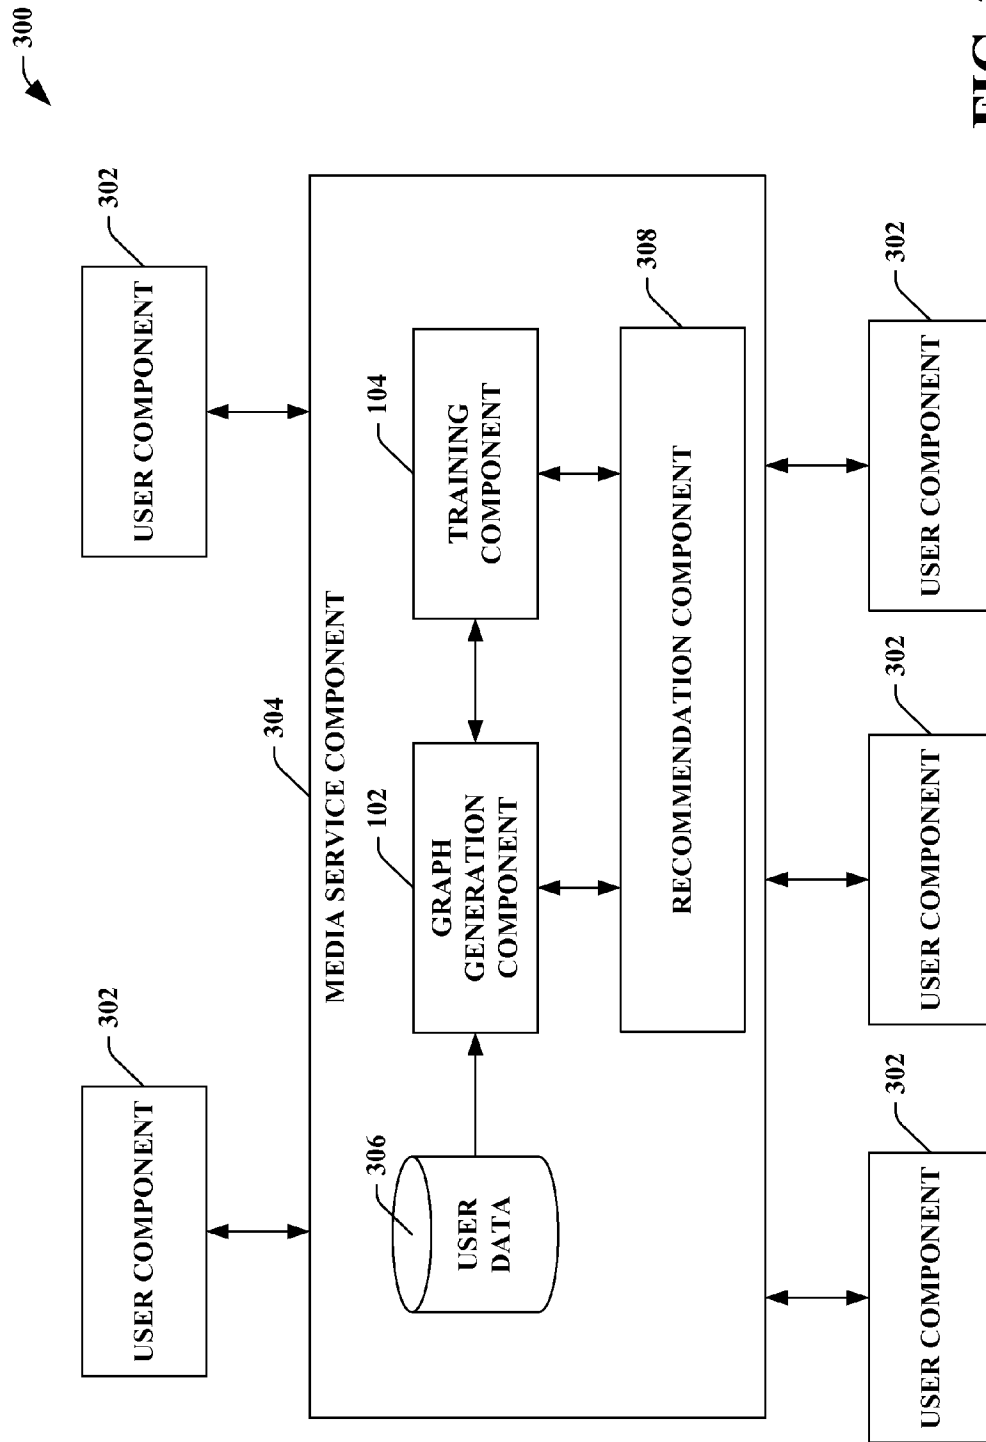 300
302
USER COMPONENT
302
USER COMPONENT
304
MEDIA SERVICE COMPONENT
306
USER
DATA
102
GRAPH
GENERATION
COMPONENT
104
TRAINING
COMPONENT
308
RECOMMENDATION COMPONENT
302
USER COMPONENT
302
USER COMPONENT
302
USER COMPONENT
FIG.